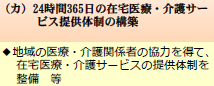 （カ）24時間365日の在宅医療・介護サー
ビス提供体制の構築
◆地域の医療・介護関係者の協力を得て、
在宅医療・介護サービスの提供体制を
整備　等